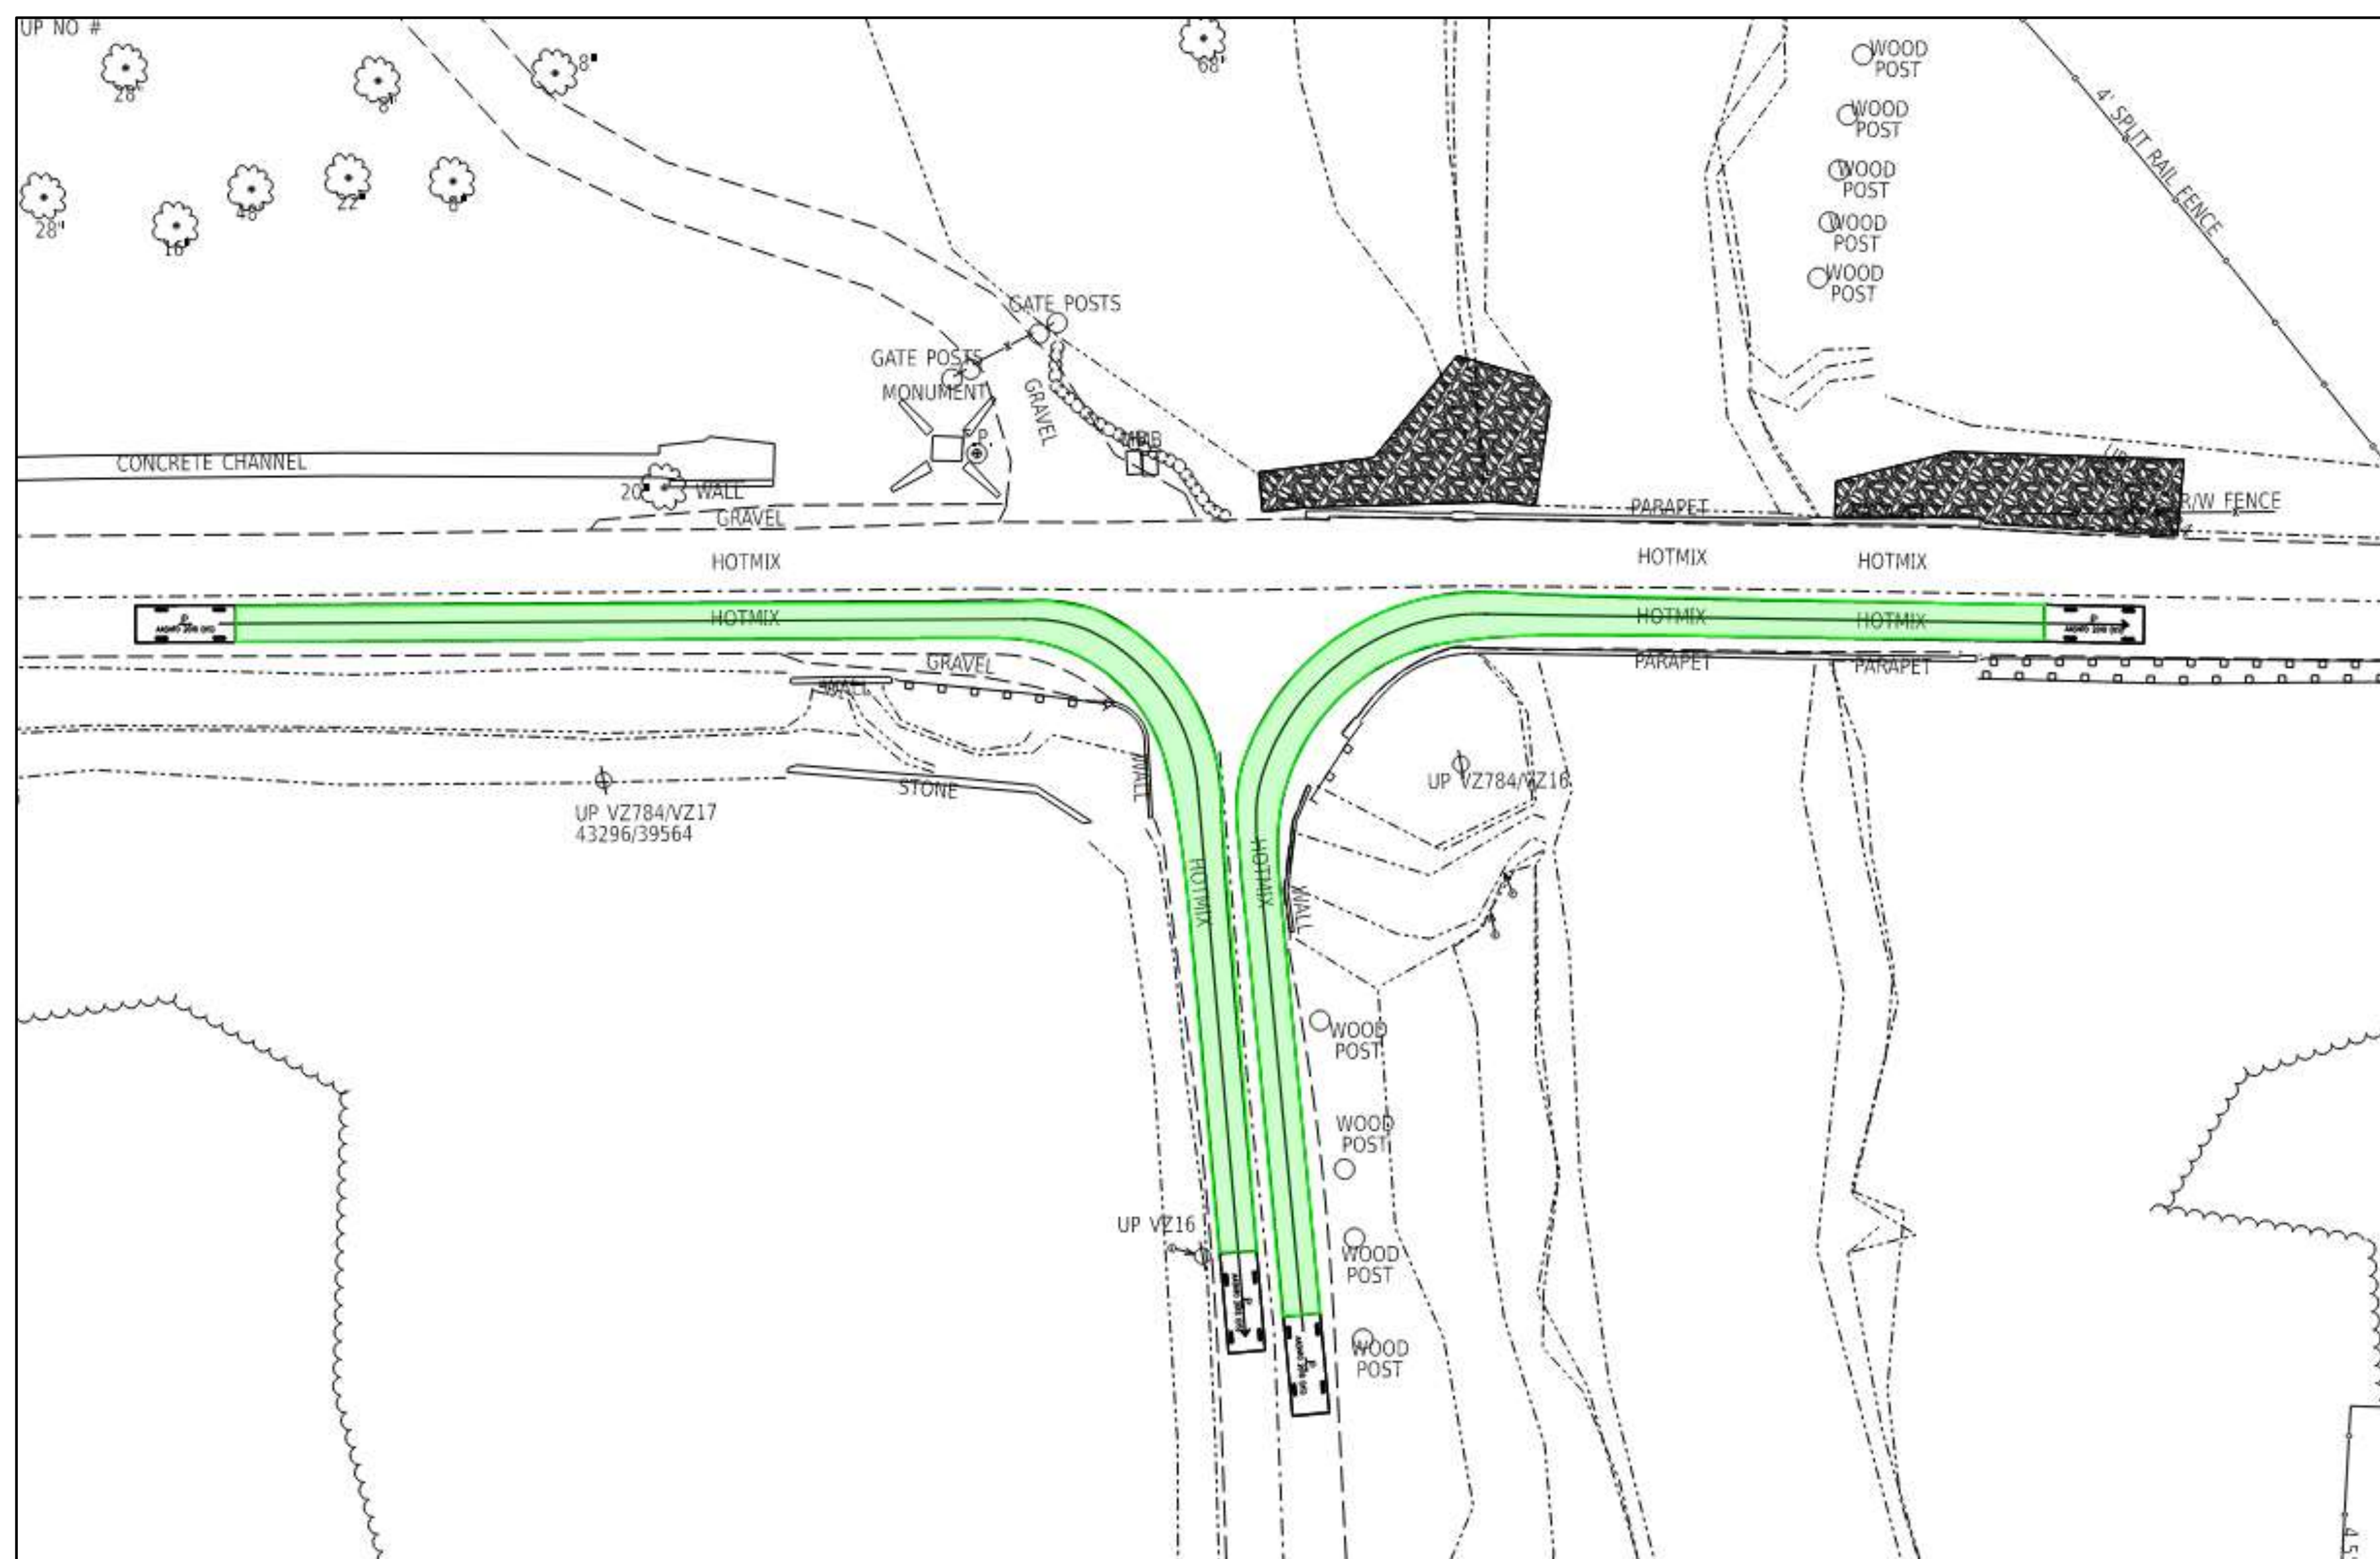 UP NO #
28"
8"
8"
68"
WOOD
POST
WOOD
POST
WOOD
POST
WOOD
POST
WOOD
POST
4' SPLIT RAIL FENCE
28"
16"
48"
22"
8"
GATE POSTS
GATE POSTS
MONUMENT
GRAVEL
CONCRETE CHANNEL
20"
WALL
GRAVEL
PARAPET
R/W FENCE
HOTMIX
HOTMIX
HOTMIX
HOTMIX
HOTMIX
HOTMIX
GRAVEL
PARAPET
PARAPET
WALL
WALL
STONE
UP VZ784/VZ17
43296/39564
UP VZ784/VZ16
HOTMIX
HOTMIX
WALL
WOOD
POST
WOOD
POST
UP VZ16
WOOD
POST
WOOD
POST